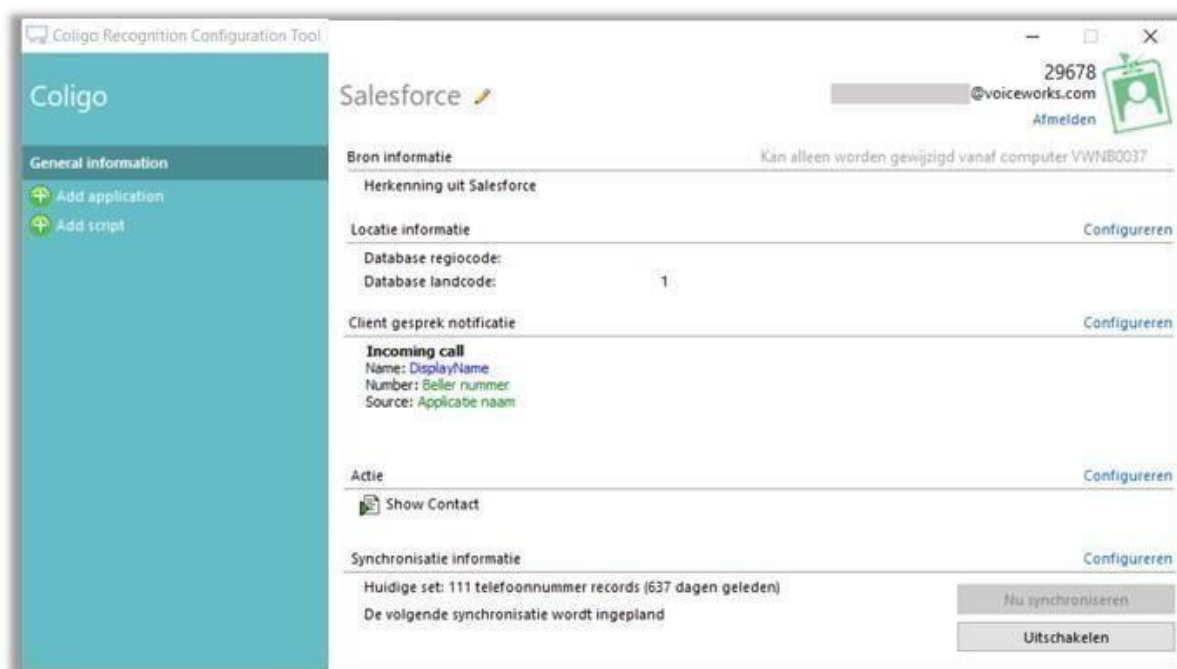 Coligo Recognition Configuration Tool
Coligo
General information
Add application
Add script
Salesforce
29678
@voiceworks.com
Afmelden
Bron informatie
Kan alleen worden gewijzigd vanaf computer VWNB0037
Herkenning uit Salesforce
Locatie informatie
Configureren
Database regiocode:
Database landcode: 1
Client gesprek notificatie
Configureren
Incoming call
Name: DisplayName
Number: Beller nummer
Source: Applicatie naam
Actie
Configureren
Show Contact
Synchronisatie informatie
Configureren
Huidige set: 111 telefoonnummer records (637 dagen geleden)
De volgende synchronisatie wordt ingepland
Nu synchroniseren
Uitschakelen